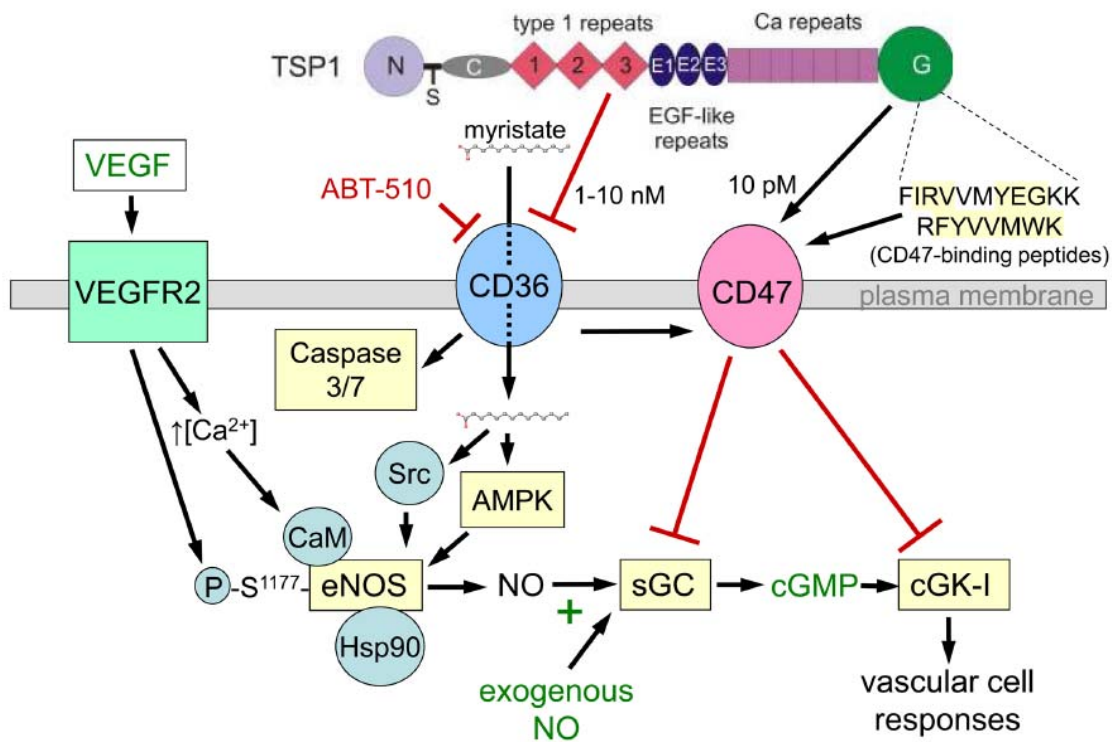 type 1 repeats
Ca repeats
TSP1
N
S
C
1
2
3
E1
E2
E3
G
EGF-like
repeats
myristate
VEGF
ABT-510
1-10 nM
10 pM
FIRVVMYEGKK
RFYVVMWK
(CD47-binding peptides)
VEGFR2
CD36
CD47
plasma membrane
Caspase
3/7
↑[Ca²⁺]
Src
AMPK
CaM
P
-S¹¹⁷⁷-
eNOS
NO
sGC
cGMP
cGK-I
+
Hsp90
exogenous
NO
vascular cell
responses